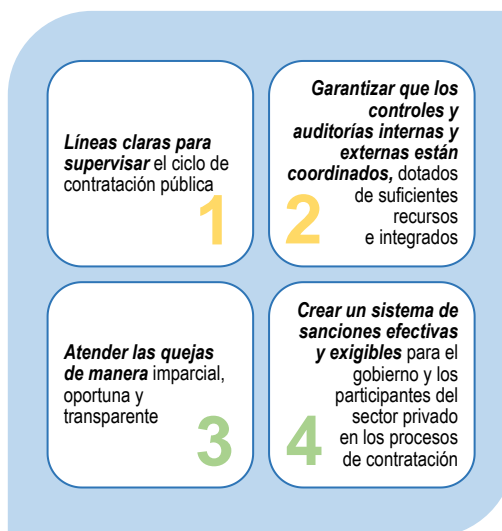 Líneas claras para
supervisar el ciclo de
contratación pública
1
Garantizar que los
controles y
auditorías internas y
externas están
coordinados, dotados
de suficientes
recursos
e integrados
2
Atender las quejas
de manera imparcial,
oportuna y
transparente
3
Crear un sistema de
sanciones efectivas
y exigibles para el
gobierno y los
participantes del
sector privado
en los procesos
de contratación
4